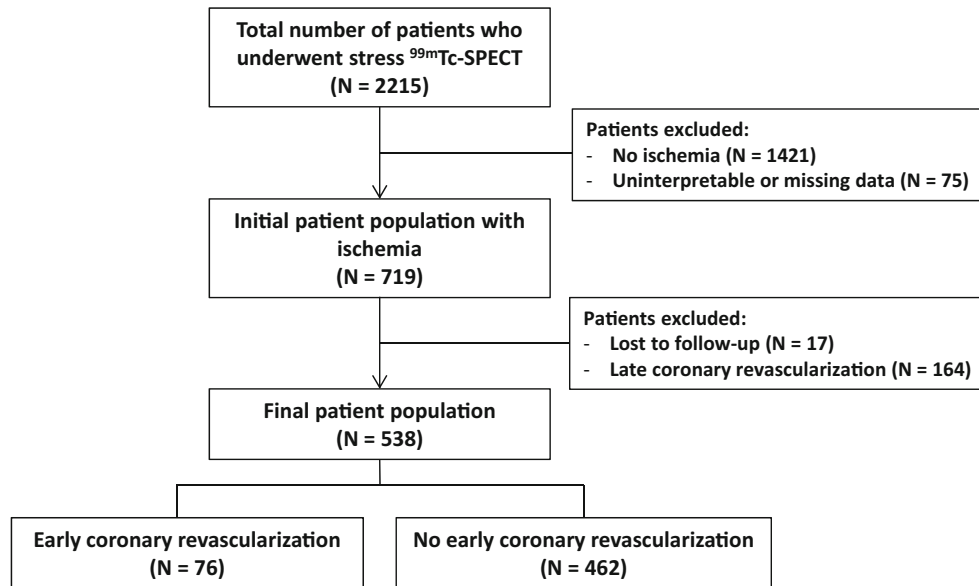 Total number of patients who
underwent stress ⁹⁹ᵐTc-SPECT
(N = 2215)
Patients excluded:
- No ischemia (N = 1421)
- Uninterpretable or missing data (N = 75)
Initial patient population with
ischemia
(N = 719)
Patients excluded:
- Lost to follow-up (N = 17)
- Late coronary revascularization (N = 164)
Final patient population
(N = 538)
Early coronary revascularization
(N = 76)
No early coronary revascularization
(N = 462)